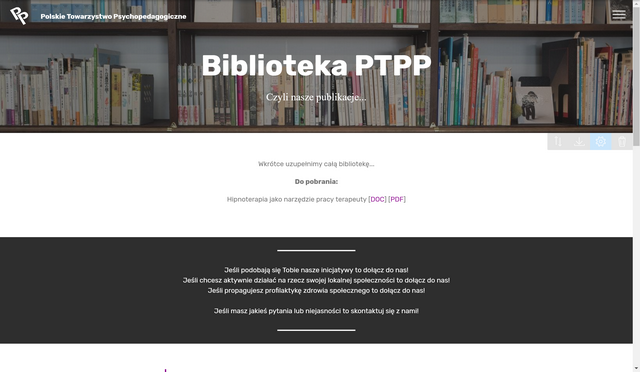 Polskie Towarzystwo Psychopedagogiczne
Biblioteka PTPP
Czyli nasze publikacje...
Wkrótce uzupełnimy całą bibliotekę...
Do pobrania:
Hipnoterapia jako narzędzie pracy terapeuty [DOC] [PDF]
Jeśli podobają się Tobie nasze inicjatywy to dołącz do nas!
Jeśli chcesz aktywnie działać na rzecz swojej lokalnej społeczności to dołącz do nas!
Jeśli propagujesz profilaktykę zdrowia społecznego to dołącz do nas!
Jeśli masz jakieś pytania lub niejasności to skontaktuj się z nami!